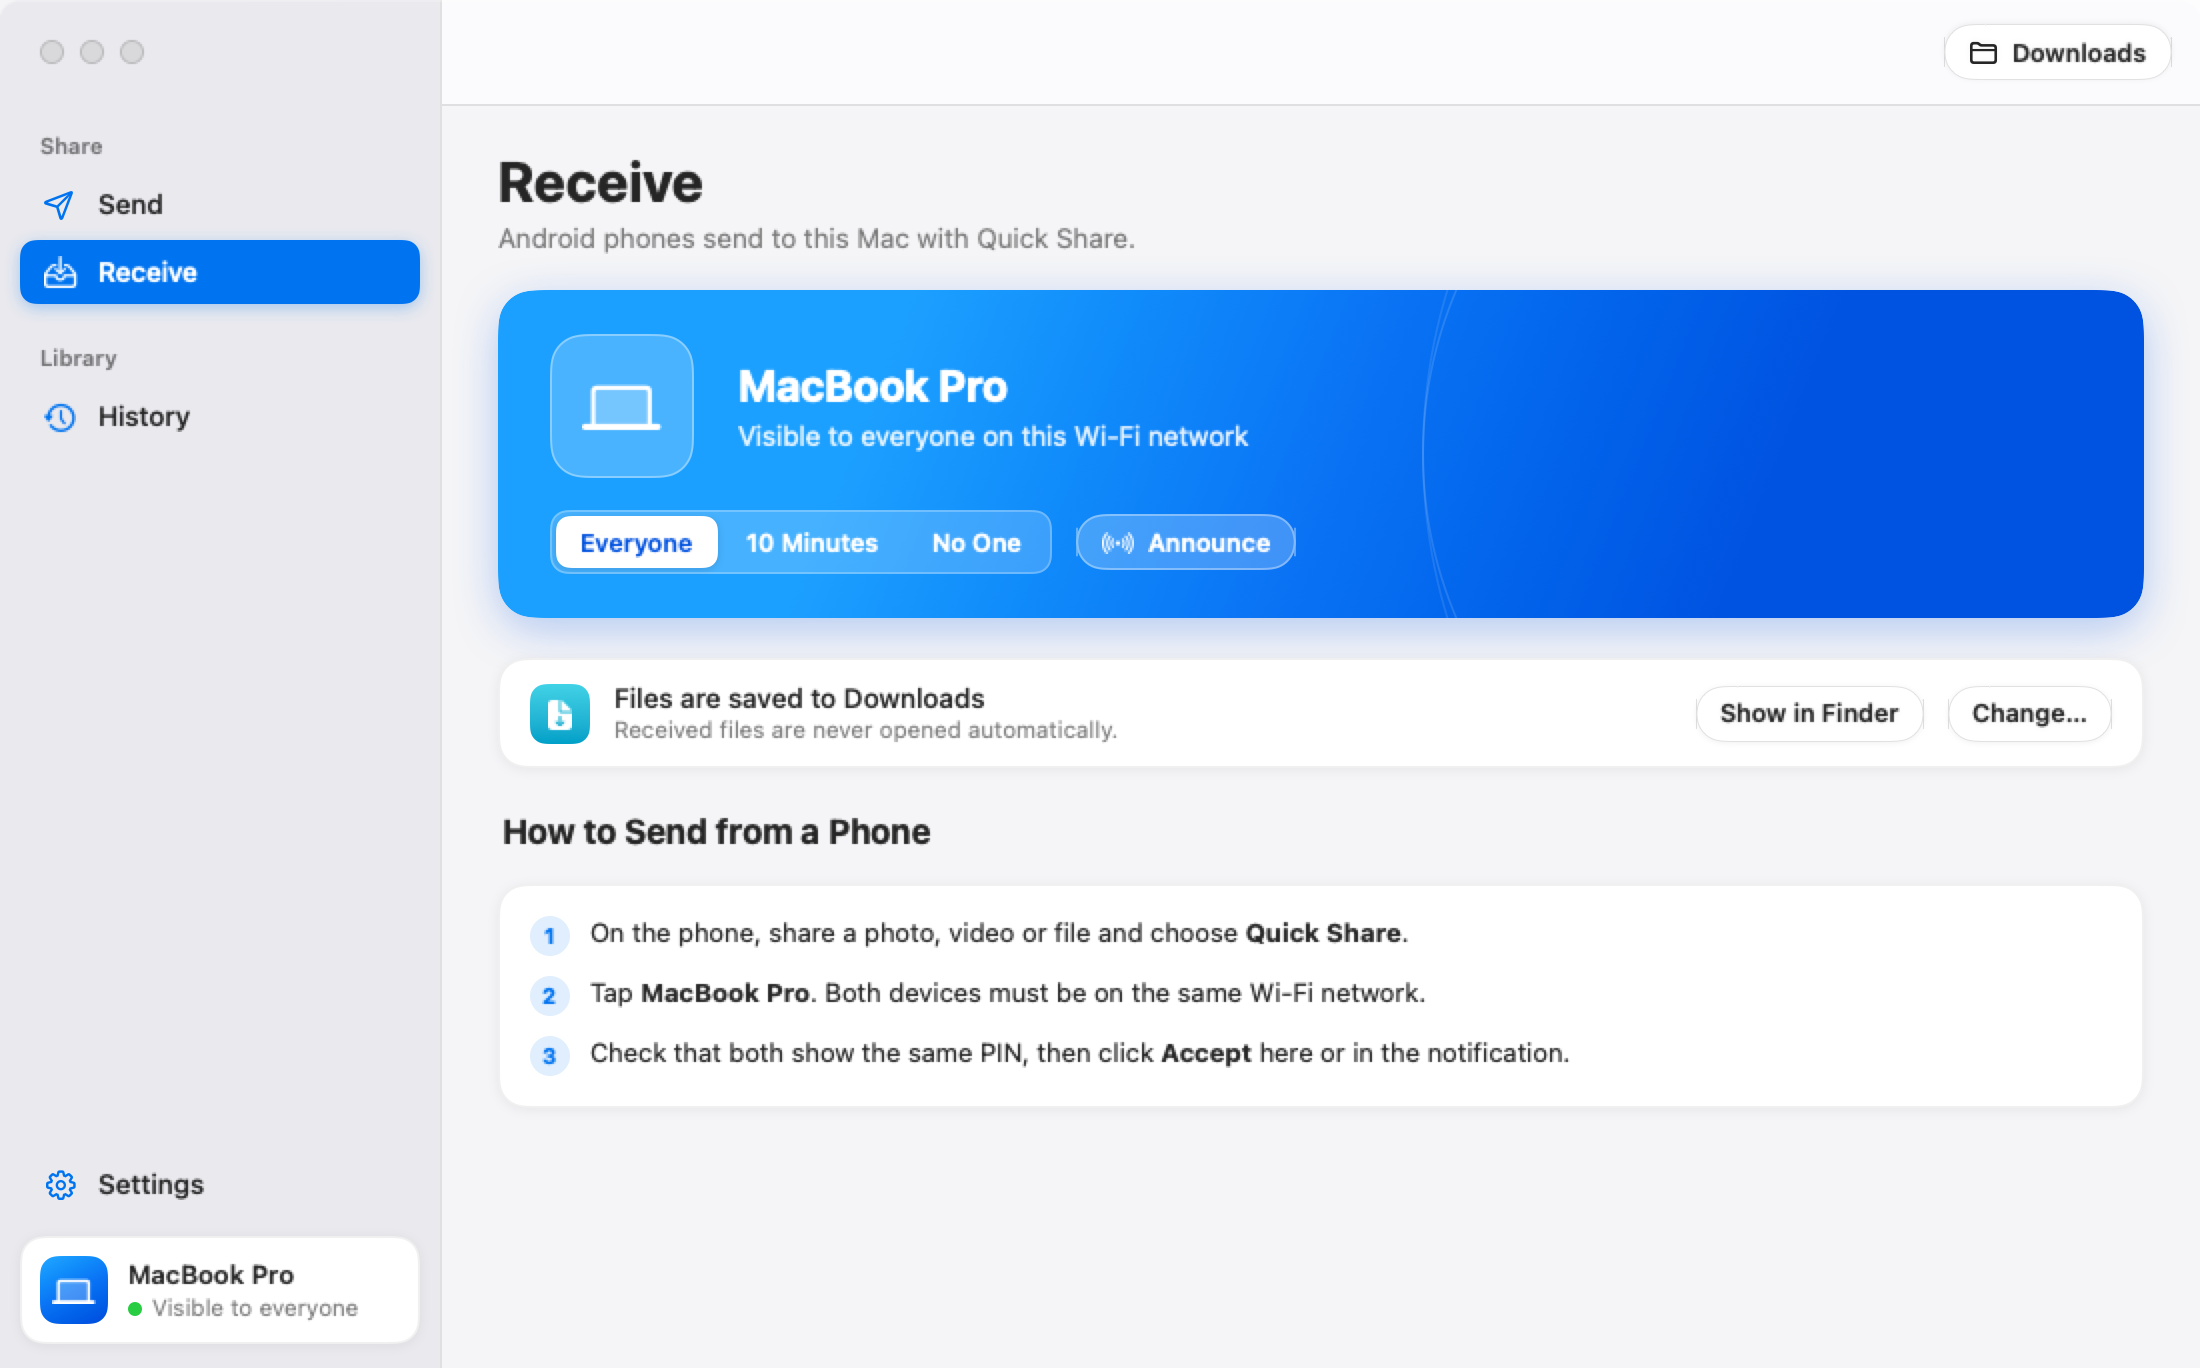 Downloads
Share
Send
Receive
Library
History
Settings
MacBook Pro
Visible to everyone
Receive
Android phones send to this Mac with Quick Share.
MacBook Pro
Visible to everyone on this Wi-Fi network
Everyone 10 Minutes No One Announce
Files are saved to Downloads
Received files are never opened automatically.
Show in Finder Change...
How to Send from a Phone
1 On the phone, share a photo, video or file and choose Quick Share.
2 Tap MacBook Pro. Both devices must be on the same Wi-Fi network.
3 Check that both show the same PIN, then click Accept here or in the notification.